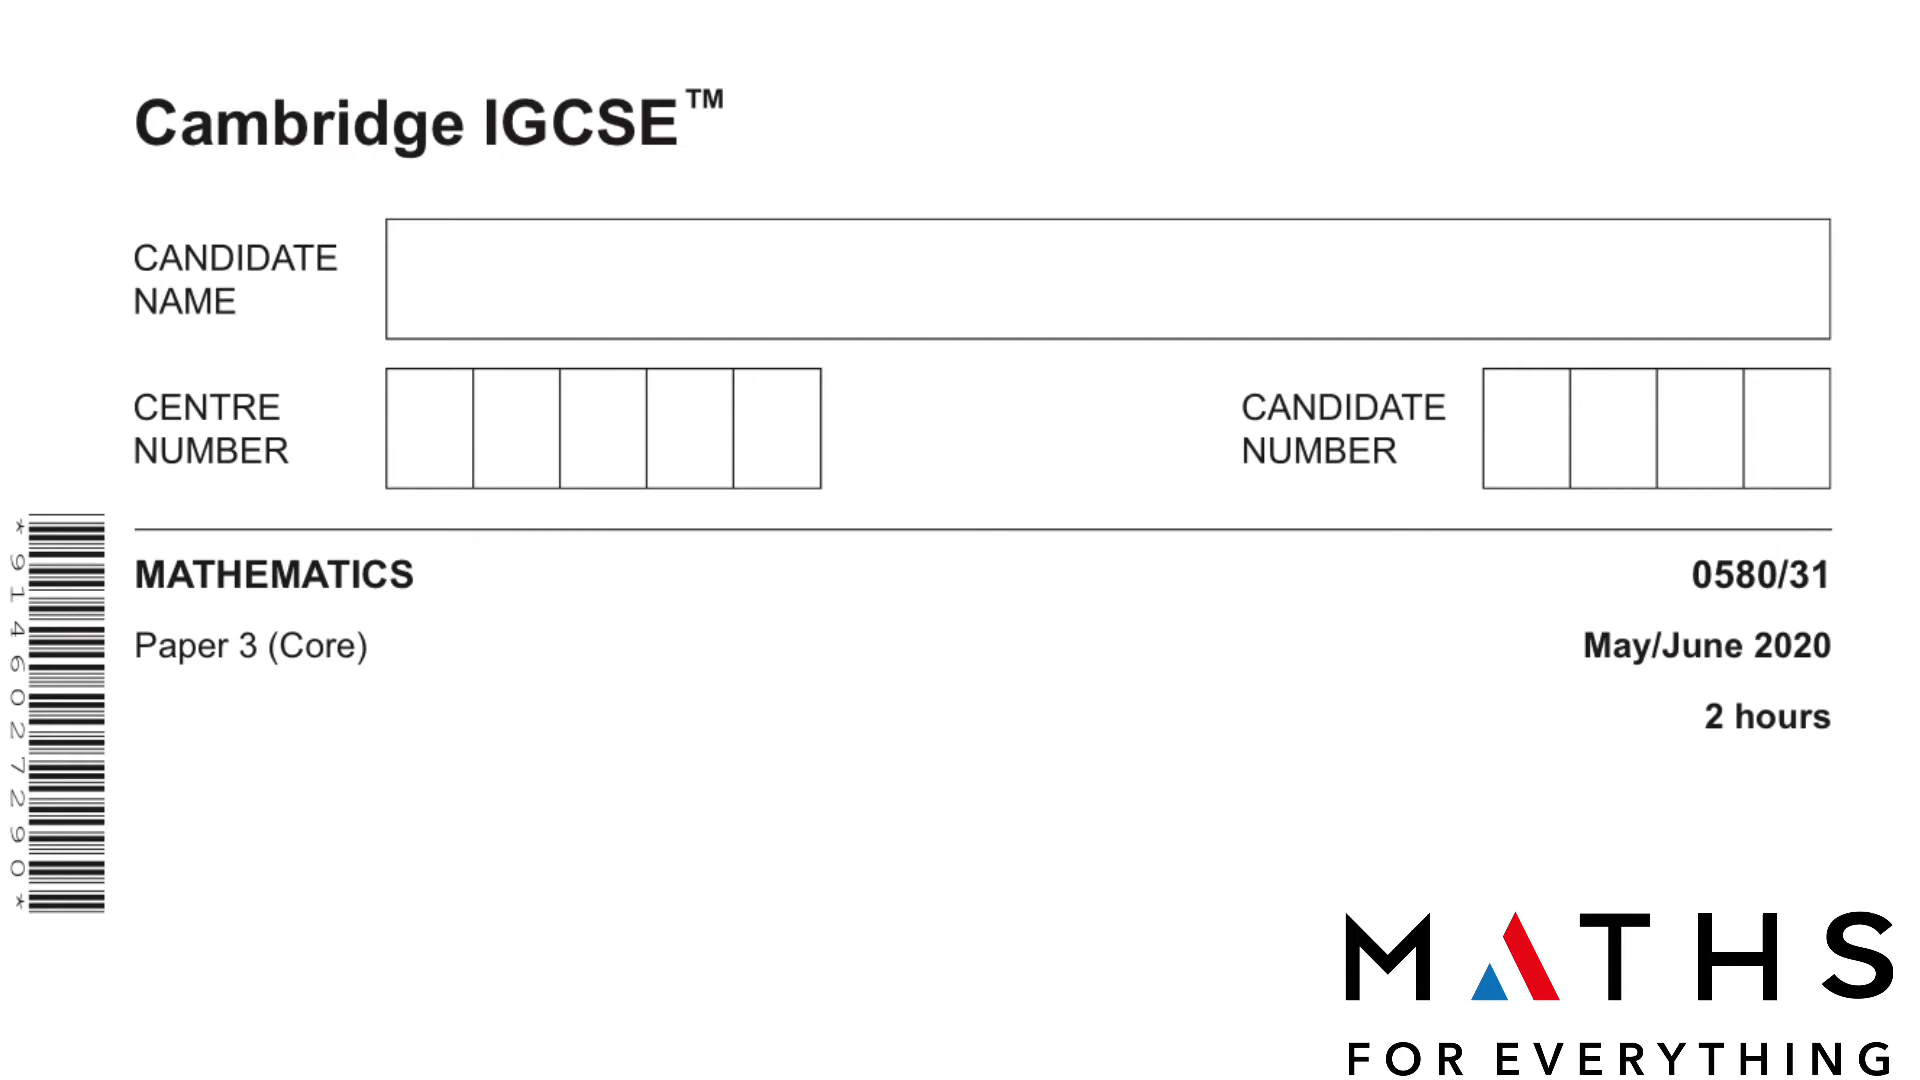 Cambridge IGCSE™
CANDIDATE
NAME
CENTRE
NUMBER
CANDIDATE
NUMBER
*9146027290*
MATHEMATICS
0580/31
Paper 3 (Core)
May/June 2020
2 hours
MATHS
FOR EVERYTHING